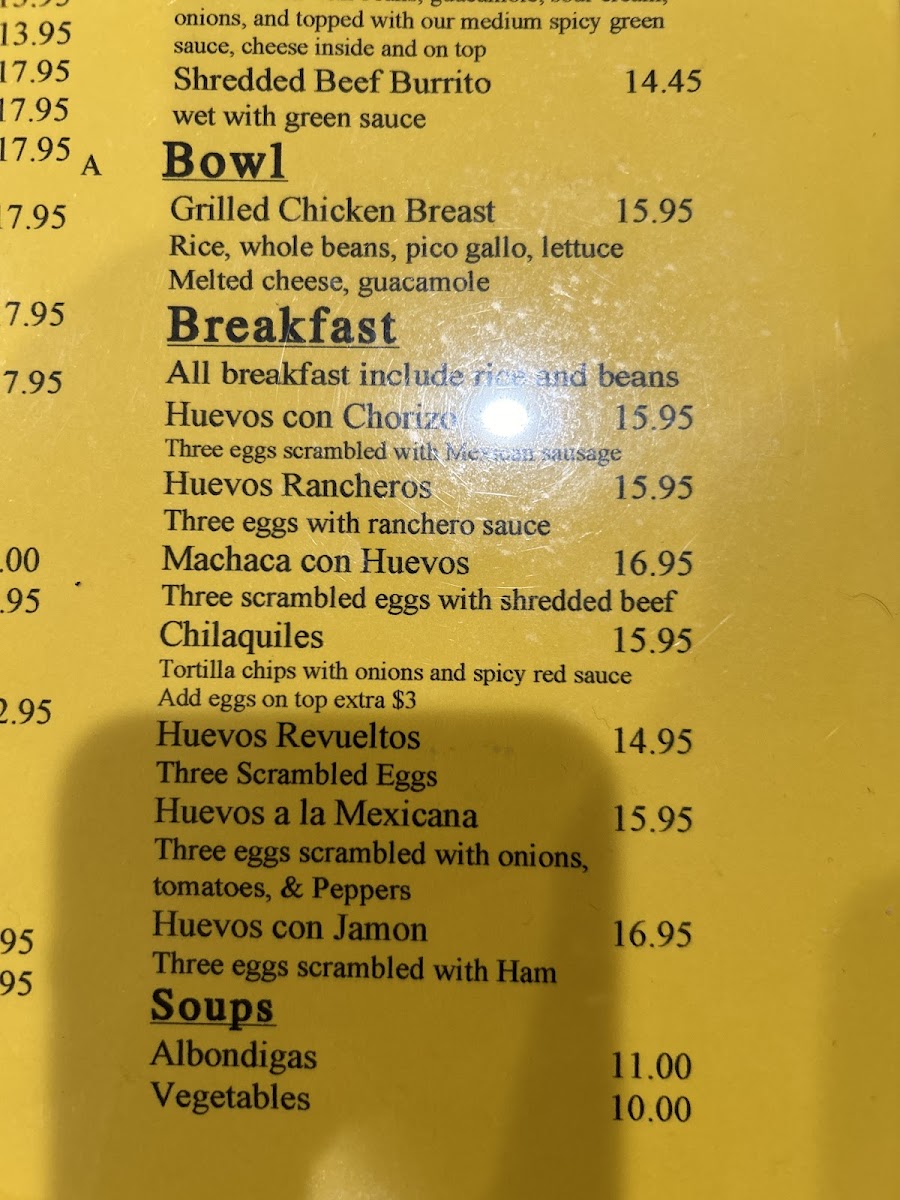 13.95
17.95
17.95
17.95 A
17.95
7.95
7.95
.00
.95
2.95
95
95
onions, and topped with our medium spicy green
sauce, cheese inside and on top
Shredded Beef Burrito 14.45
wet with green sauce
Bowl
Grilled Chicken Breast 15.95
Rice, whole beans, pico gallo, lettuce
Melted cheese, guacamole
Breakfast
All breakfast include rice and beans
Huevos con Chorizo 15.95
Three eggs scrambled with Mexican sausage
Huevos Rancheros 15.95
Three eggs with ranchero sauce
Machaca con Huevos 16.95
Three scrambled eggs with shredded beef
Chilaquiles 15.95
Tortilla chips with onions and spicy red sauce
Add eggs on top extra $3
Huevos Revueltos 14.95
Three Scrambled Eggs
Huevos a la Mexicana 15.95
Three eggs scrambled with onions,
tomatoes, & Peppers
Huevos con Jamon 16.95
Three eggs scrambled with Ham
Soups
Albondigas 11.00
Vegetables 10.00